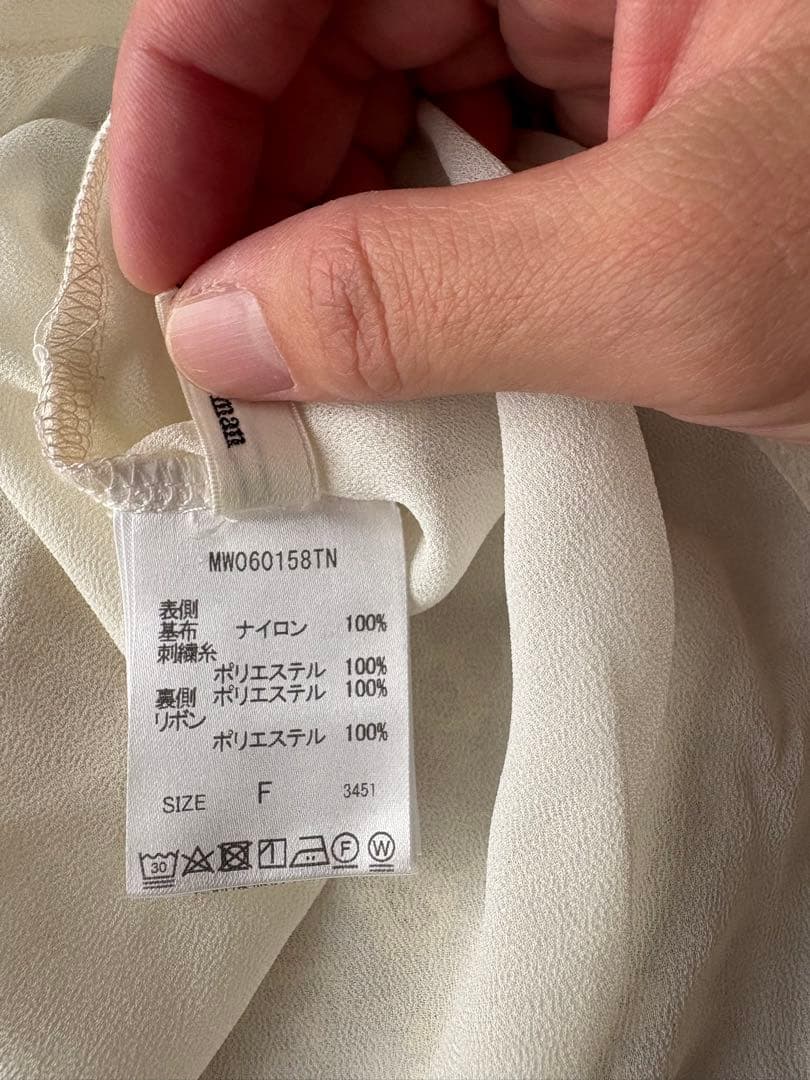 man
MW060158TN
表側
基布 ナイロン 100%
刺繍糸
ポリエステル 100%
裏側 ポリエステル 100%
リボン
ポリエステル 100%
SIZE F 3451
30 F W